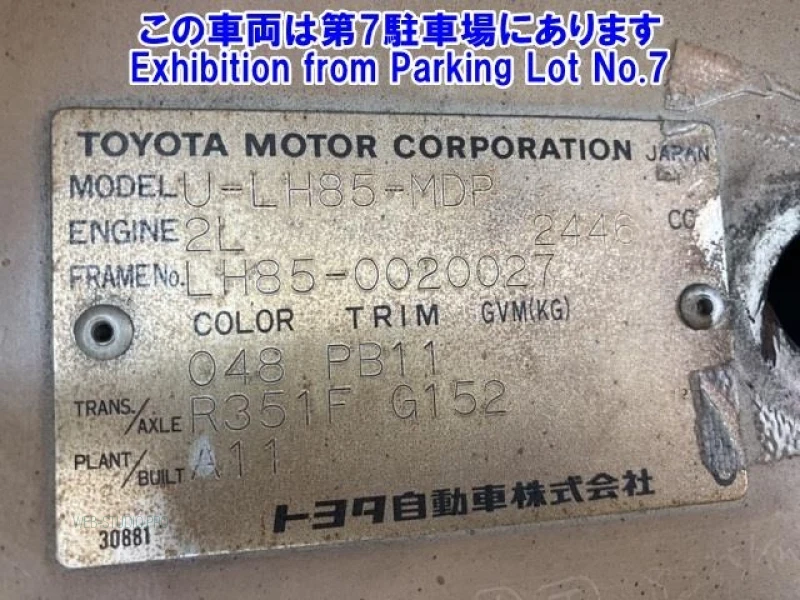 この車両は第7駐車場にあります
Exhibition from Parking Lot No.7
TOYOTA MOTOR CORPORATION JAPAN
MODEL U-LH85-MDP
ENGINE 2L 2446 CC
FRAME No. LH85-0020027
COLOR TRIM GVM(KG)
048 PB11
TRANS./AXLE R351F G152
PLANT/BUILT A11
トヨタ自動車株式会社
30881